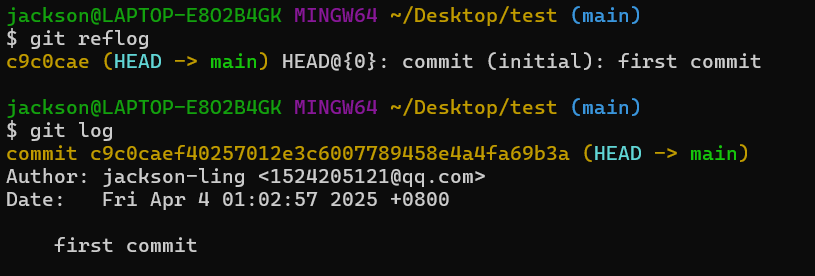 jackson@LAPTOP-E8O2B4GK MINGW64 ~/Desktop/test (main)
$ git reflog
c9c0cae (HEAD -> main) HEAD@{0}: commit (initial): first commit
jackson@LAPTOP-E8O2B4GK MINGW64 ~/Desktop/test (main)
$ git log
commit c9c0caef40257012e3c6007789458e4a4fa69b3a (HEAD -> main)
Author: jackson-ling <1524205121@qq.com>
Date:   Fri Apr 4 01:02:57 2025 +0800
    first commit